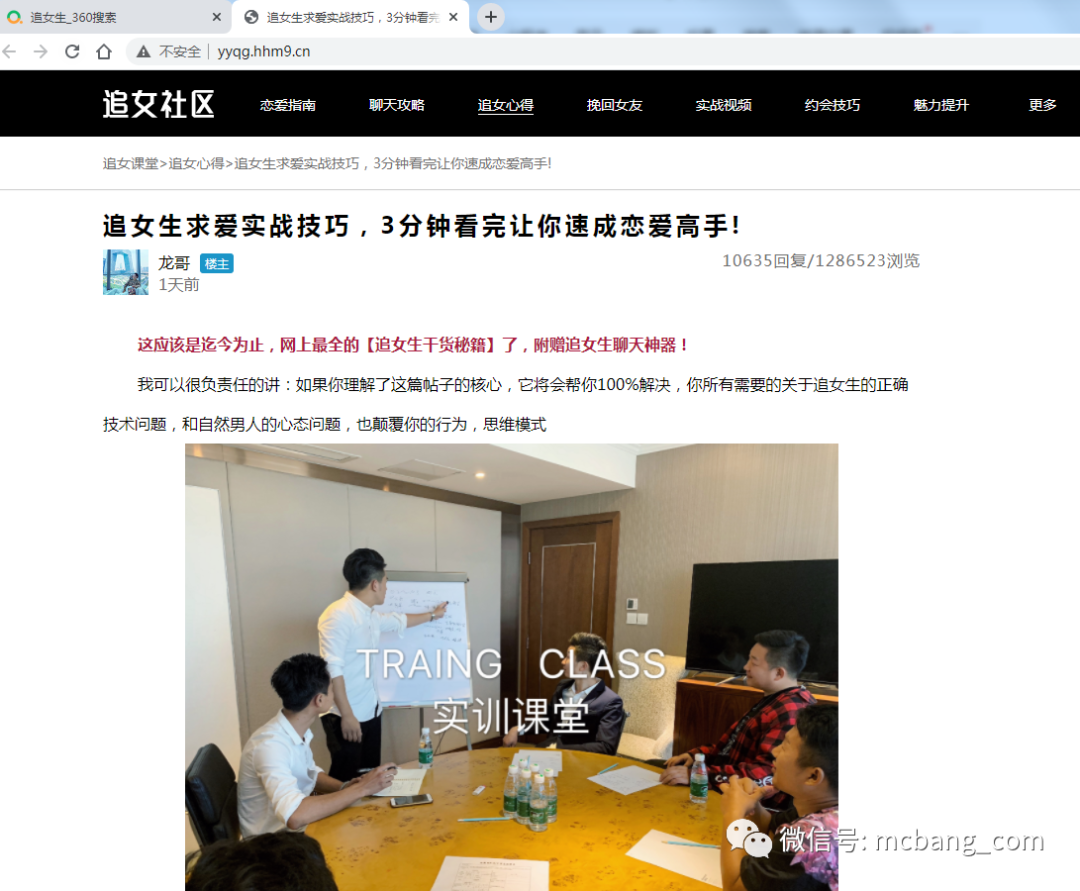 追女生_360搜索
追女生求爱实战技巧，3分钟看完
不安全 yyqg.hhm9.cn
追女社区 恋爱指南 聊天攻略 追女心得 挽回女友 实战视频 约会技巧 魅力提升 更多
追女课堂>追女心得>追女生求爱实战技巧，3分钟看完让你速成恋爱高手!
追女生求爱实战技巧，3分钟看完让你速成恋爱高手!
龙哥 楼主
10635回复/1286523浏览
1天前
这应该是迄今为止，网上最全的【追女生干货秘籍】了，附赠追女生聊天神器！
我可以很负责任的讲：如果你理解了这篇帖子的核心，它将会帮你100%解决，你所有需要的关于追女生的正确
技术问题，和自然男人的心态问题，也颠覆你的行为，思维模式
TRAING CLASS
实训课堂
微信号: mcbang_com